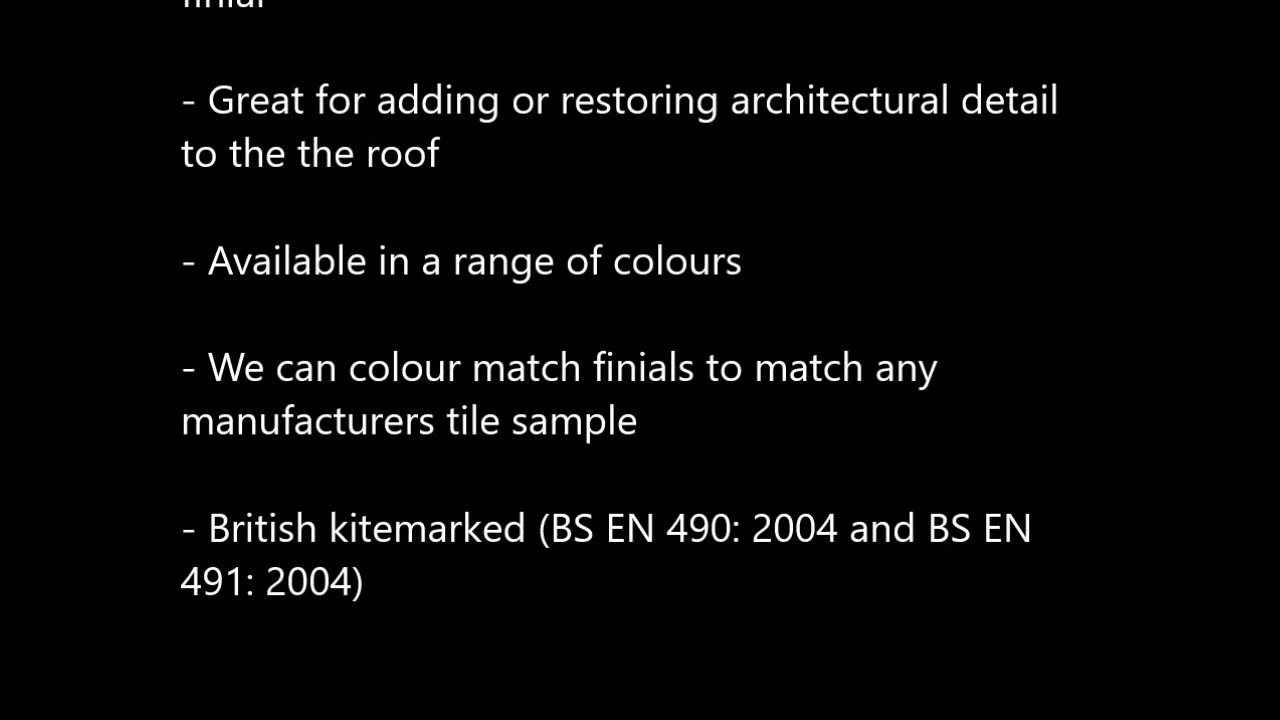 finial
- Great for adding or restoring architectural detail
to the the roof
- Available in a range of colours
- We can colour match finials to match any
manufacturers tile sample
- British kitemarked (BS EN 490: 2004 and BS EN
491: 2004)